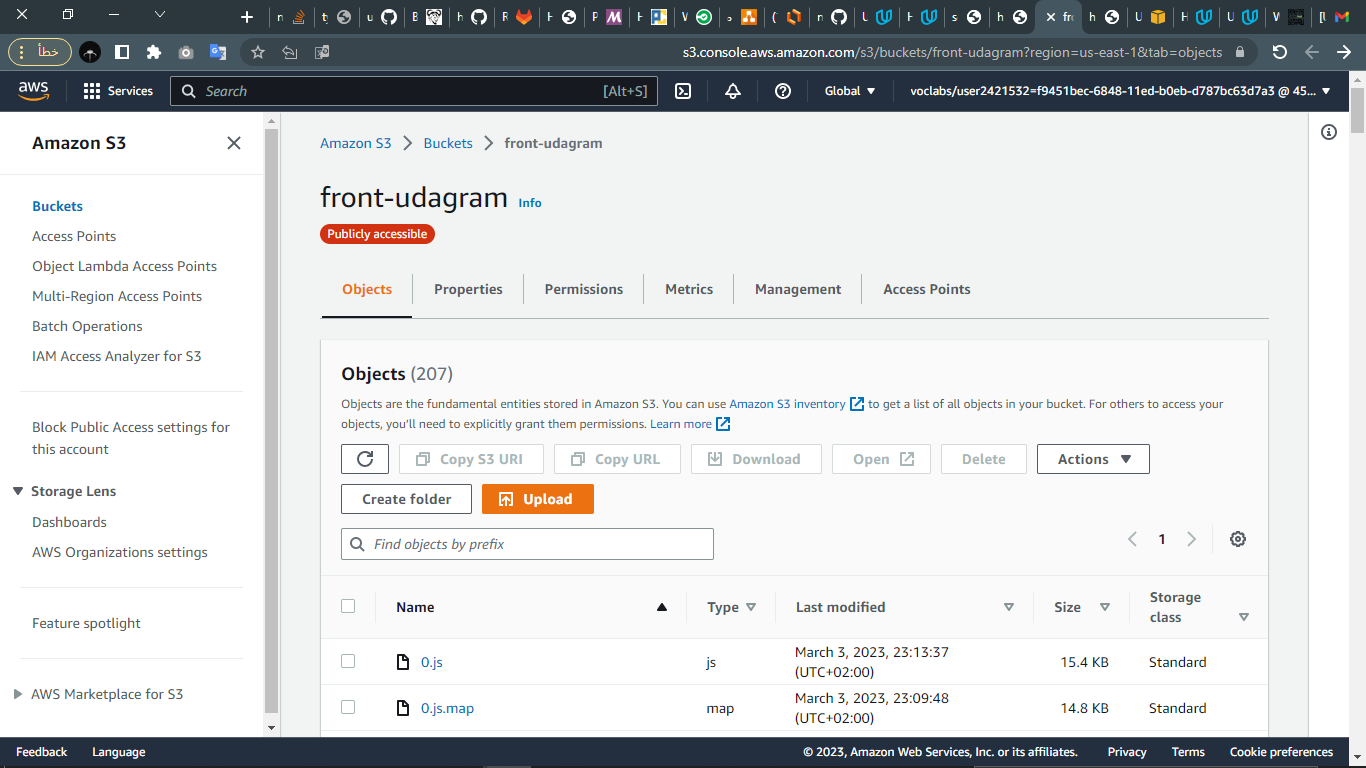 خطأ
s3.console.aws.amazon.com/s3/buckets/front-udagram?region=us-east-1&tab=objects
aws
Services
Search
[Alt+S]
Global
voclabs/user2421532=f9451bec-6848-11ed-b0eb-d787bc63d7a3 @ 45...
Amazon S3
Buckets
Access Points
Object Lambda Access Points
Multi-Region Access Points
Batch Operations
IAM Access Analyzer for S3
Block Public Access settings for
this account
Storage Lens
Dashboards
AWS Organizations settings
Feature spotlight
AWS Marketplace for S3
Amazon S3 Buckets front-udagram
front-udagram Info
Publicly accessible
Objects Properties Permissions Metrics Management Access Points
Objects (207)
Objects are the fundamental entities stored in Amazon S3. You can use Amazon S3 inventory to get a list of all objects in your bucket. For others to access your
objects, you'll need to explicitly grant them permissions. Learn more
Copy S3 URI Copy URL Download Open Delete Actions
Create folder Upload
Find objects by prefix
1
Name Type Last modified Size Storage
class
0.js js March 3, 2023, 23:13:37
(UTC+02:00) 15.4 KB Standard
0.js.map map March 3, 2023, 23:09:48
(UTC+02:00) 14.8 KB Standard
Feedback Language © 2023, Amazon Web Services, Inc. or its affiliates. Privacy Terms Cookie preferences